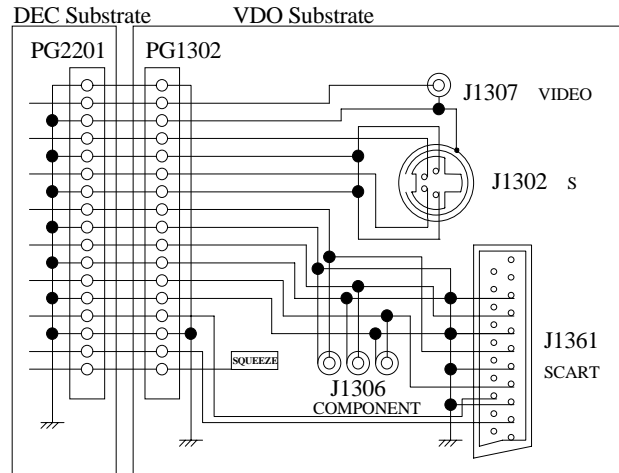 DEC Substrate
VDO Substrate
PG2201
PG1302
J1307 VIDEO
J1302 S
J1361
SCART
SQUEEZE
J1306
COMPONENT